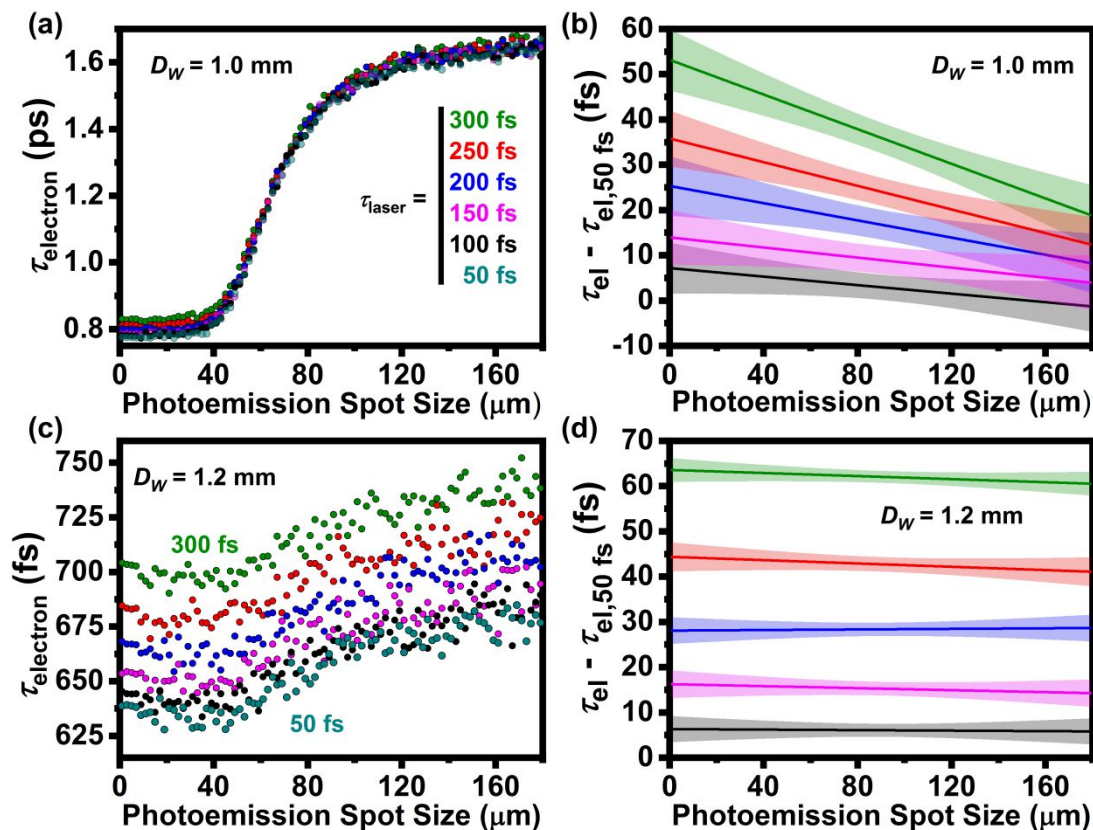 (a)
D_W = 1.0 mm
τ_electron (ps)
1.6
1.4
1.2
1.0
0.8
τ_laser =
300 fs
250 fs
200 fs
150 fs
100 fs
50 fs
0 40 80 120 160
Photoemission Spot Size (μm)
(b)
D_W = 1.0 mm
τ_el - τ_el,50 fs (fs)
60
50
40
30
20
10
0
-10
0 40 80 120 160
Photoemission Spot Size (μm)
(c)
D_W = 1.2 mm
τ_electron (fs)
750
725
700
675
650
625
300 fs
50 fs
0 40 80 120 160
Photoemission Spot Size (μm)
(d)
D_W = 1.2 mm
τ_el - τ_el,50 fs (fs)
70
60
50
40
30
20
10
0
0 40 80 120 160
Photoemission Spot Size (μm)